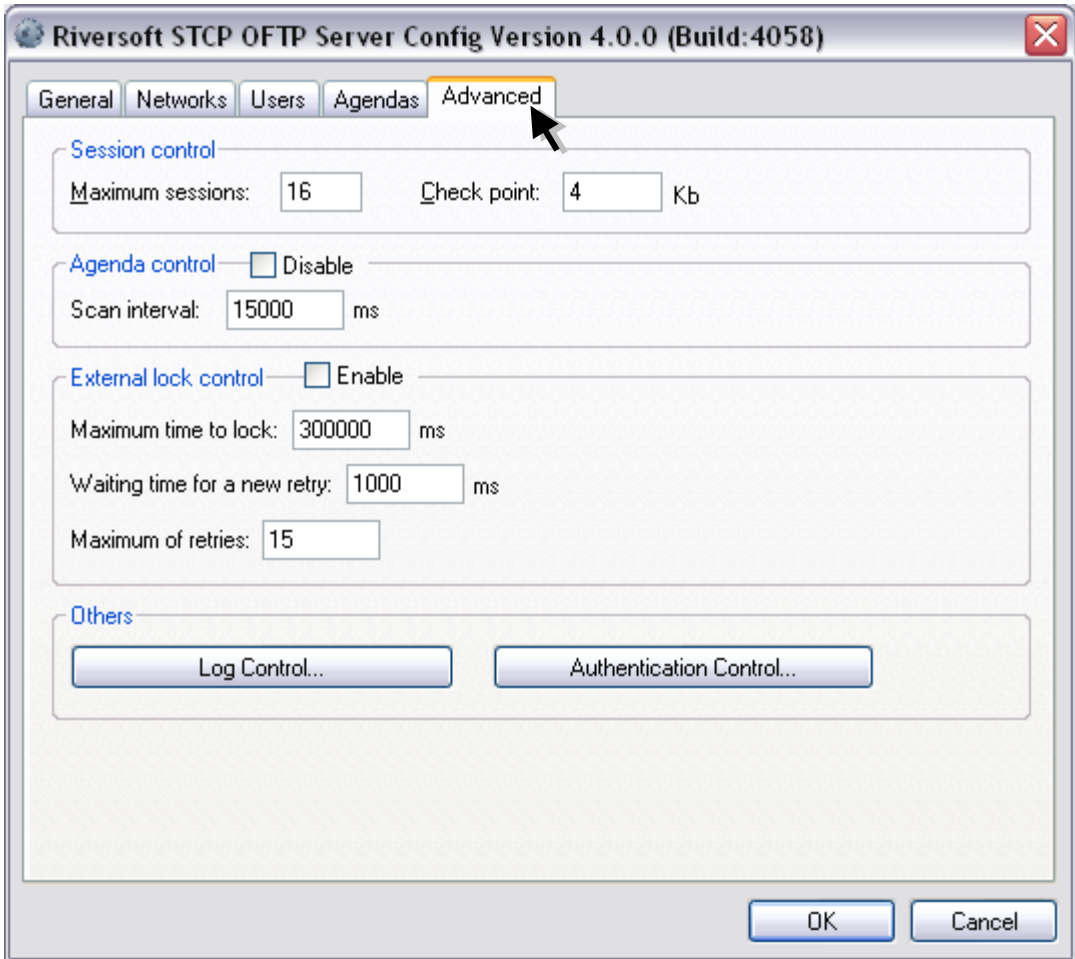 Riversoft STCP OFTP Server Config Version 4.0.0 (Build:4058)
General Networks Users Agendas Advanced
Session control
Maximum sessions: 16 Check point: 4 Kb
Agenda control Disable
Scan interval: 15000 ms
External lock control Enable
Maximum time to lock: 300000 ms
Waiting time for a new retry: 1000 ms
Maximum of retries: 15
Others
Log Control... Authentication Control...
OK Cancel